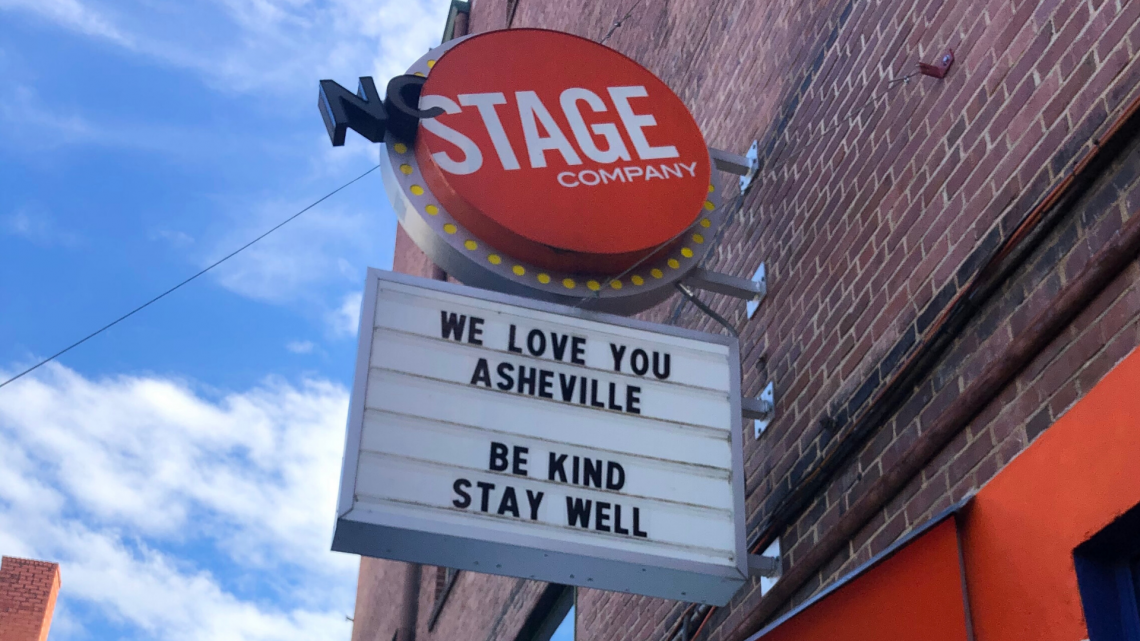 NC STAGE
COMPANY
WE LOVE YOU
ASHEVILLE
BE KIND
STAY WELL